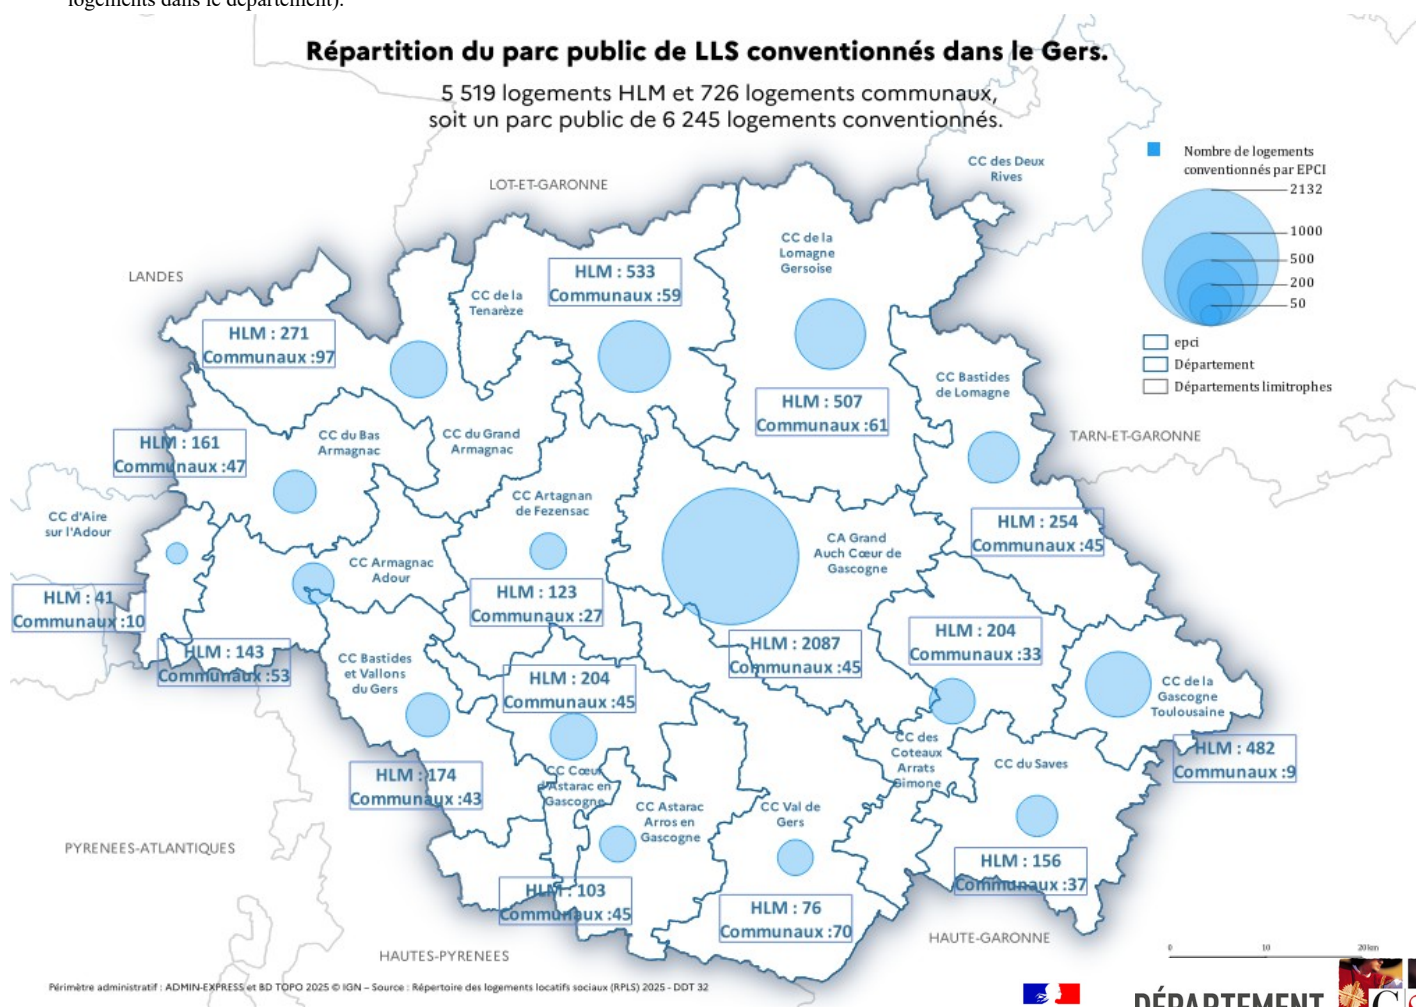 logements dans le département).
Répartition du parc public de LLS conventionnés dans le Gers.
5 519 logements HLM et 726 logements communaux,
soit un parc public de 6 245 logements conventionnés.
CC des Deux
Rives
Nombre de logements
conventionnés par EPCI
2132
1000
500
200
50
epci
Département
Départements limitrophes
LOT-ET-GARONNE
LANDES
CC de la
Lomagne
Gersoise
HLM : 533
Communaux :59
CC de la
Tenarèze
HLM : 271
Communaux :97
HLM : 507
Communaux :61
CC Bastides
de Lomagne
TARN-ET-GARONNE
HLM : 161
Communaux :47
CC du Bas
Armagnac
CC du Grand
Armagnac
CC d'Aire
sur l'Adour
CC Artagnan
de Fezensac
HLM : 254
Communaux :45
CA Grand
Auch Cœur de
Gascogne
CC Armagnac
Adour
HLM : 41
Communaux :10
HLM : 123
Communaux :27
HLM : 143
Communaux :53
HLM : 2087
Communaux :45
HLM : 204
Communaux :33
CC Bastides
et Vallons
du Gers
HLM : 204
Communaux :45
CC de la
Gascogne
Toulousaine
HLM : 482
Communaux :9
CC des
Coteaux
Arrats
Gimone
CC du Saves
HLM : 174
Communaux :43
CC Cœur
d'Astarac en
Gascogne
CC Astarac
Arros en
Gascogne
CC Val de
Gers
PYRENEES-ATLANTIQUES
HLM : 156
Communaux :37
HLM : 103
Communaux :45
HLM : 76
Communaux :70
HAUTE-GARONNE
HAUTES-PYRENEES
0 10 20 km
Périmètre administratif : ADMIN-EXPRESS et BD TOPO 2025 © IGN – Source : Répertoire des logements locatifs sociaux (RPLS) 2025 - DDT 32
DÉPARTEMENT